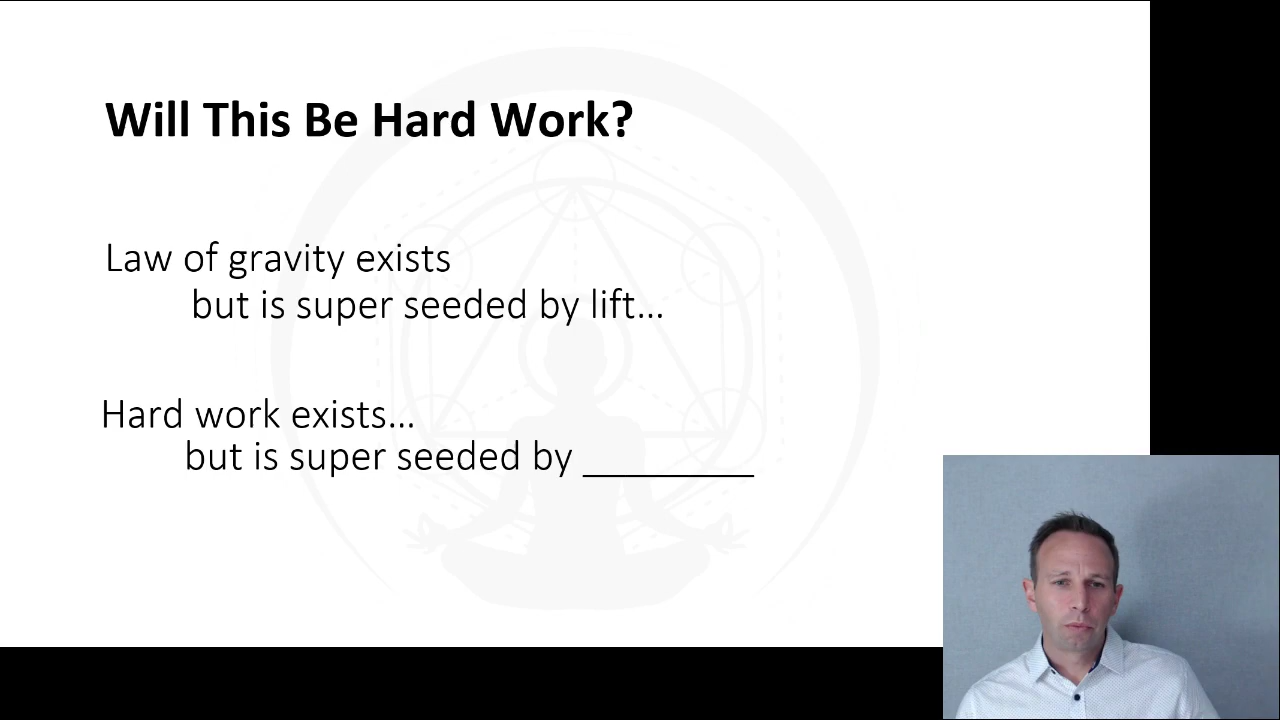 Will This Be Hard Work?
Law of gravity exists
but is super seeded by lift...
Hard work exists...
but is super seeded by _________